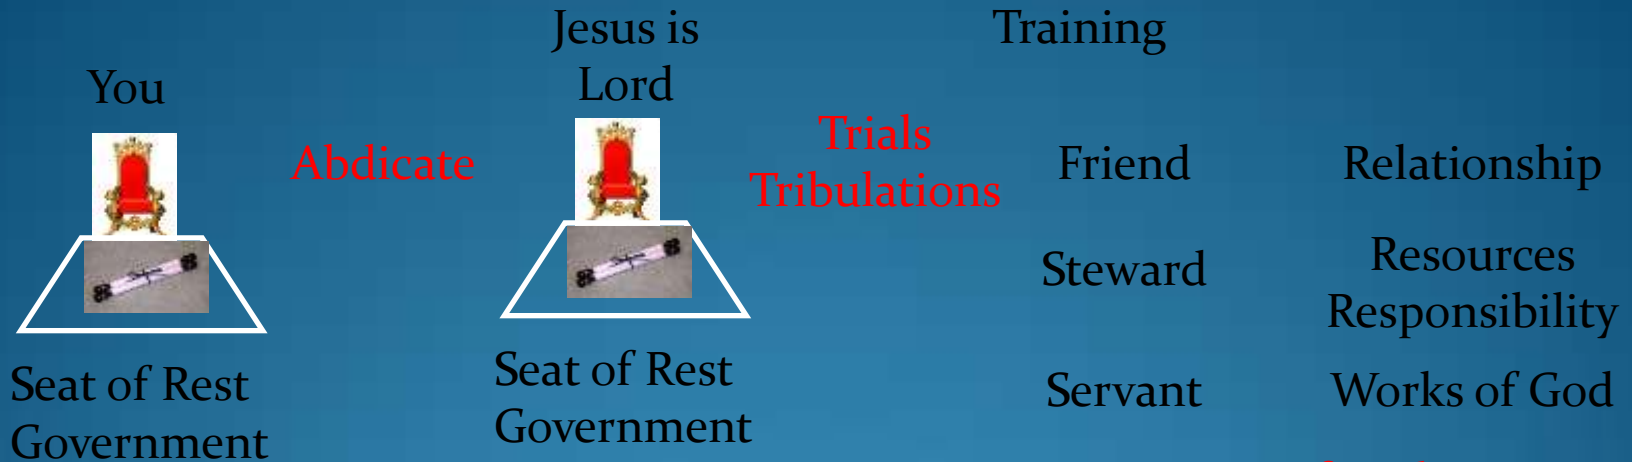 You
Seat of Rest
Government
Abdicate
Jesus is
Lord
Seat of Rest
Government
Trials
Tribulations
Training
Friend
Relationship
Steward
Resources
Responsibility
Servant
Works of God